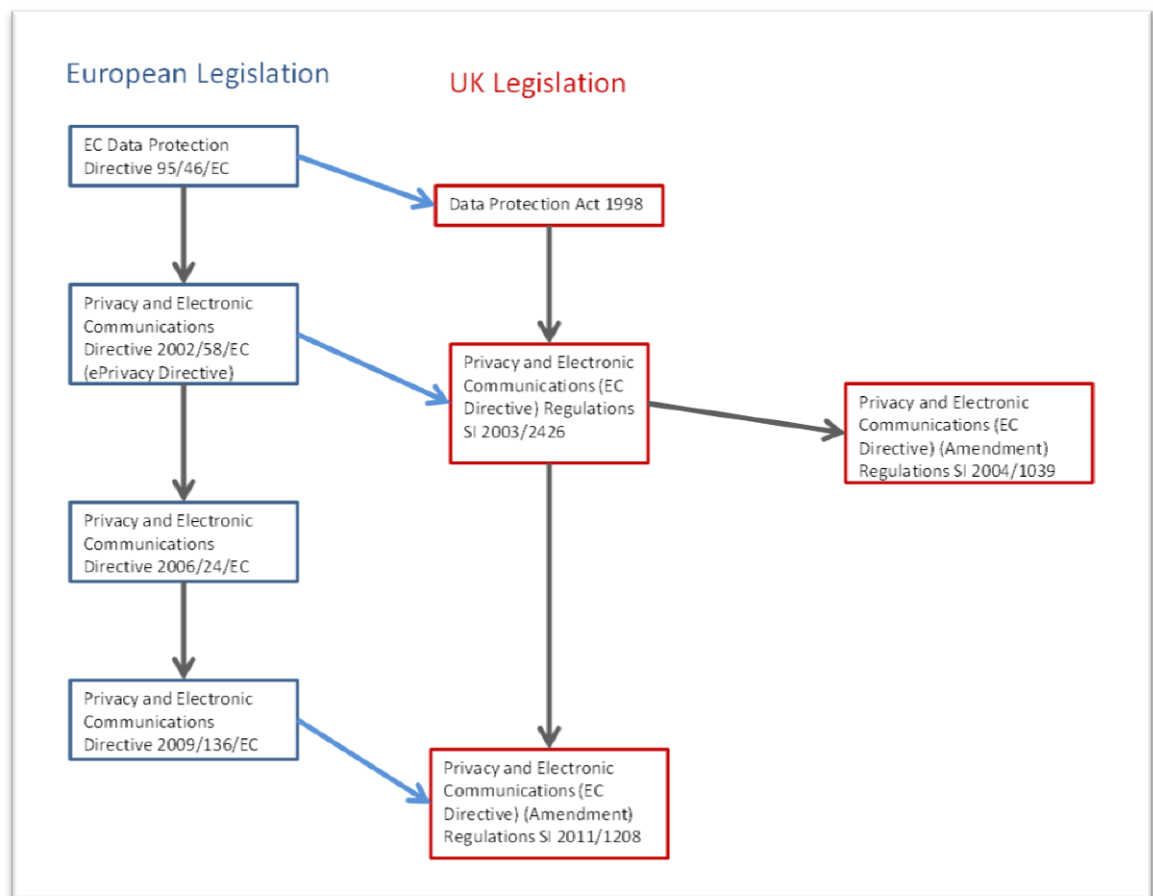 European Legislation
UK Legislation
EC Data Protection
Directive 95/46/EC
Data Protection Act 1998
Privacy and Electronic
Communications
Directive 2002/58/EC
(ePrivacy Directive)
Privacy and Electronic
Communications (EC
Directive) Regulations
SI 2003/2426
Privacy and Electronic
Communications (EC
Directive) (Amendment)
Regulations SI 2004/1039
Privacy and Electronic
Communications
Directive 2006/24/EC
Privacy and Electronic
Communications
Directive 2009/136/EC
Privacy and Electronic
Communications (EC
Directive) (Amendment)
Regulations SI 2011/1208